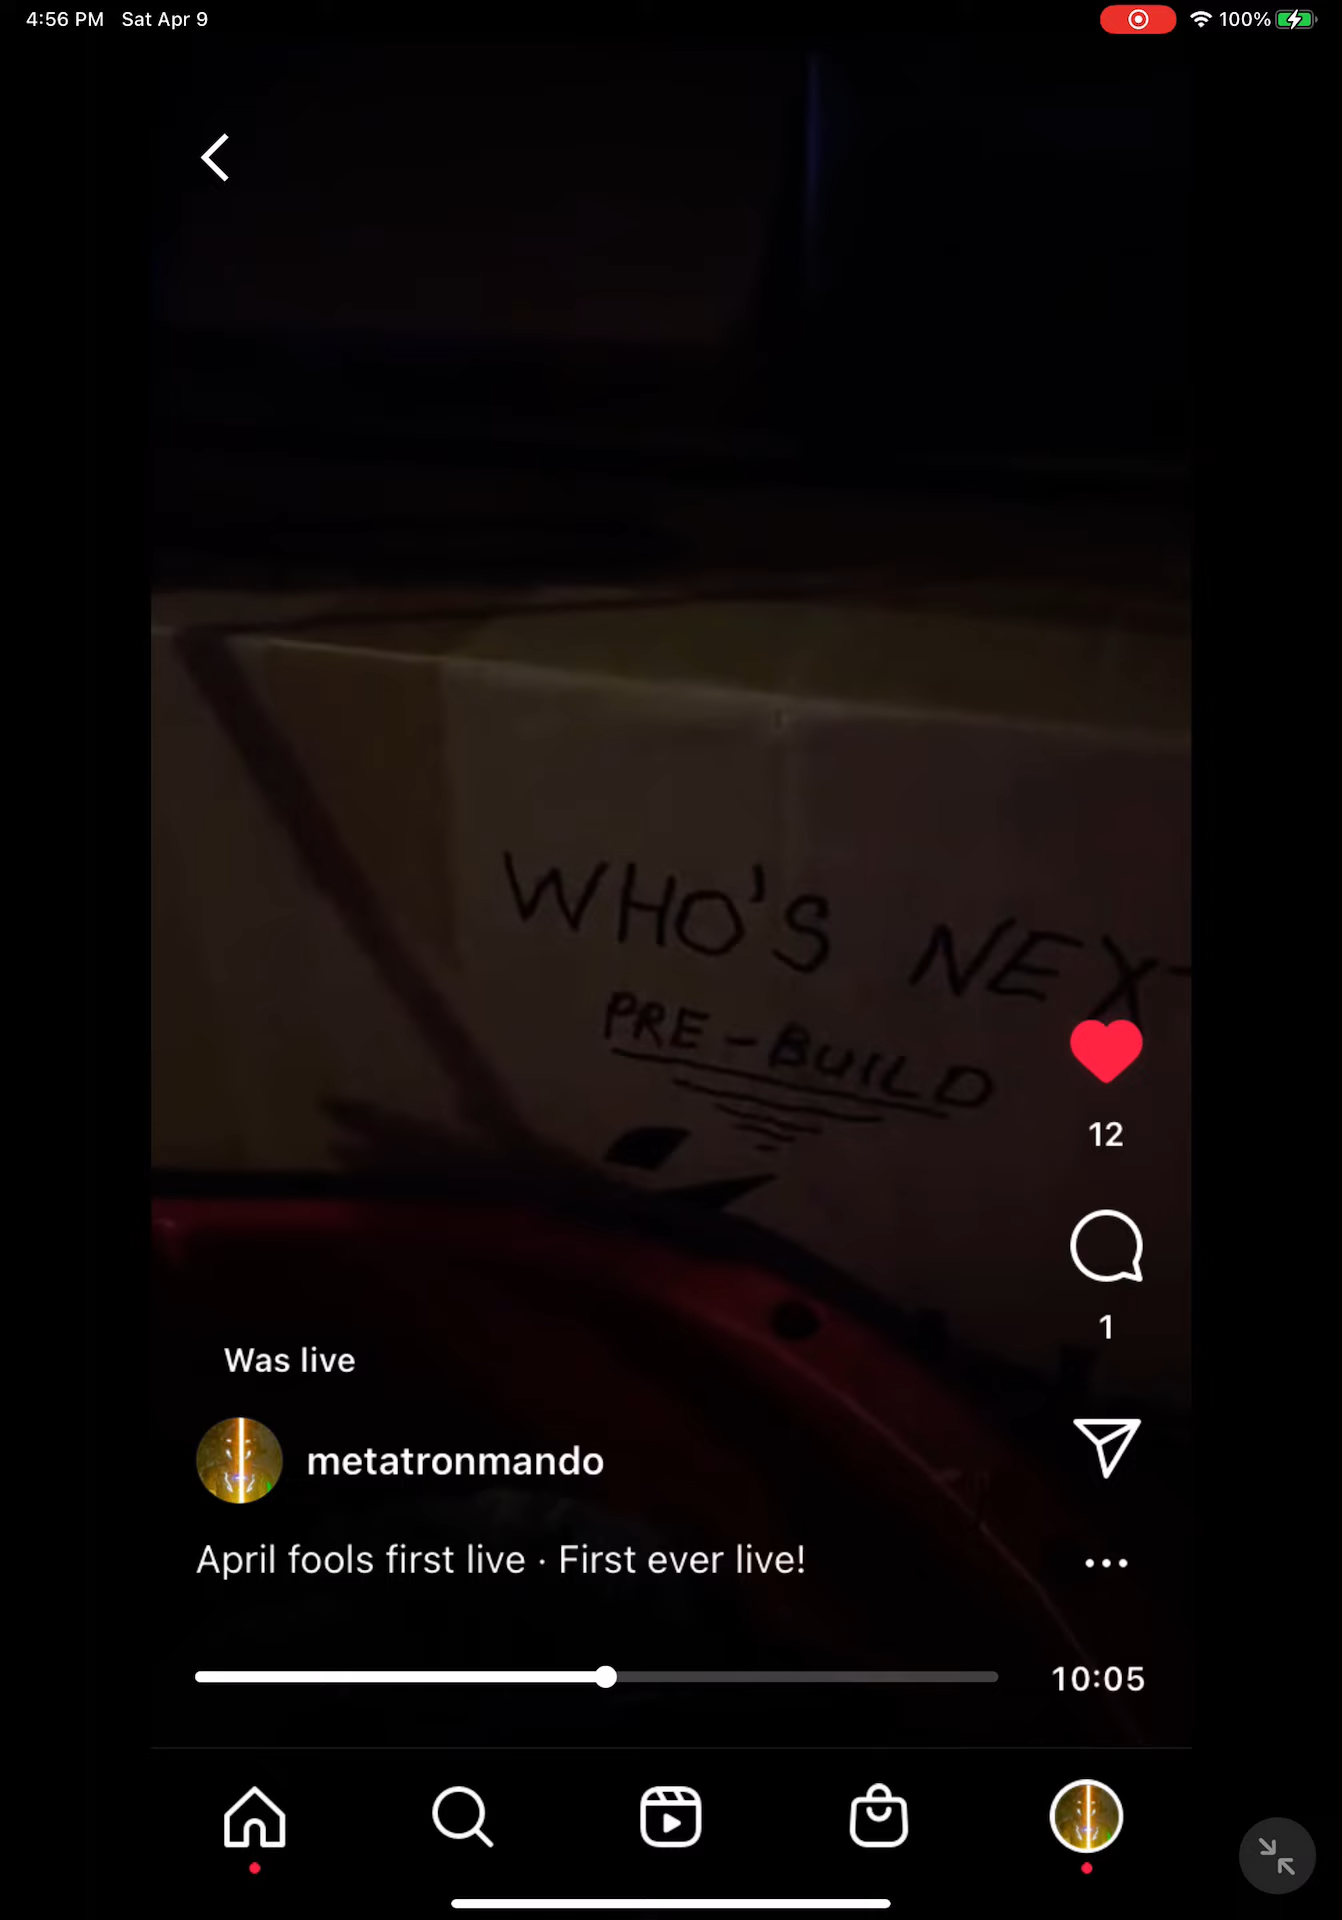 4:56 PM Sat Apr 9
100%
WHO'S NEX
PRE-BUILD
12
1
Was live
metatronmando
April fools first live · First ever live!
10:05